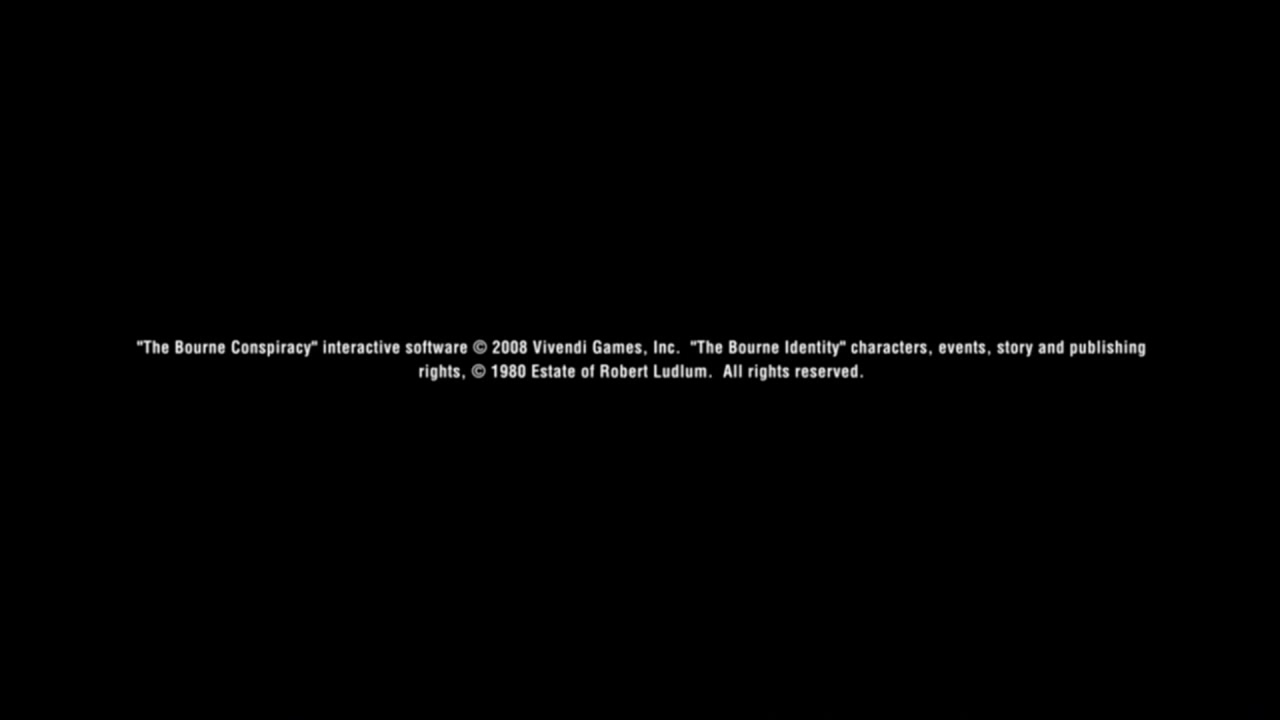 "The Bourne Conspiracy" interactive software © 2008 Vivendi Games, Inc.  "The Bourne Identity" characters, events, story and publishing
rights, © 1980 Estate of Robert Ludlum.  All rights reserved.